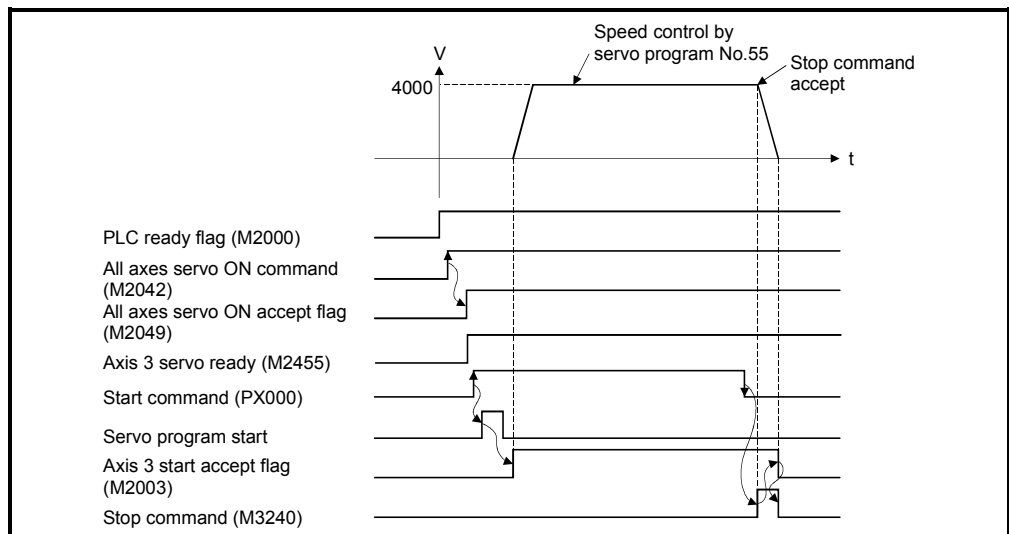 Speed control by
servo program No.55
V
Stop command
accept
4000
t
PLC ready flag (M2000)
All axes servo ON command
(M2042)
All axes servo ON accept flag
(M2049)
Axis 3 servo ready (M2455)
Start command (PX000)
Servo program start
Axis 3 start accept flag
(M2003)
Stop command (M3240)